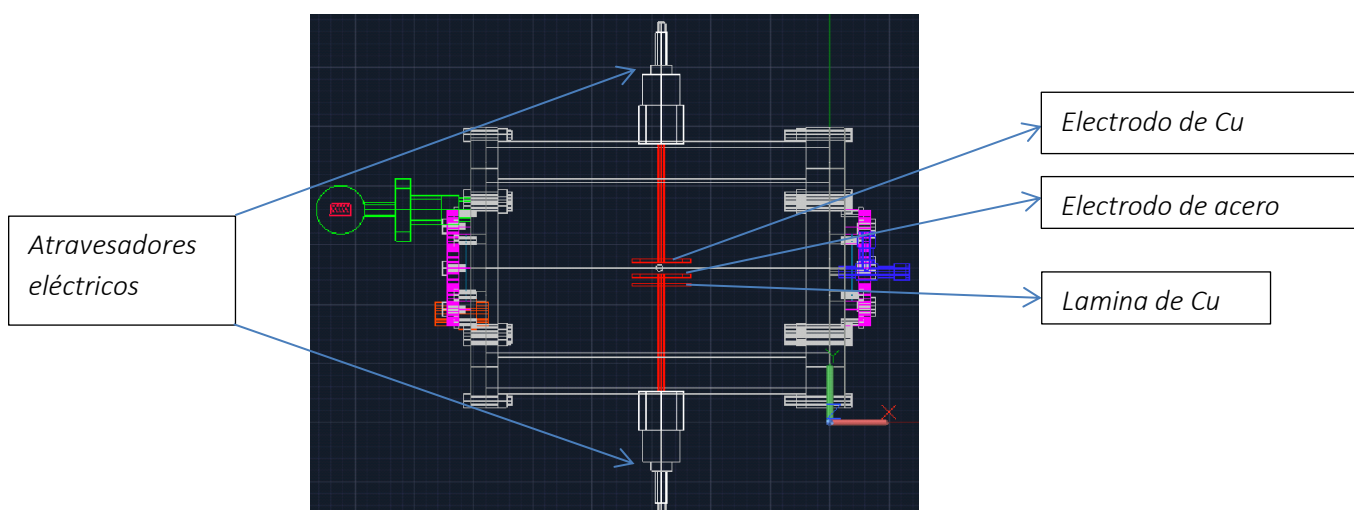 Atravesadores
eléctricos
Electrodo de Cu
Electrodo de acero
Lamina de Cu
Y
X